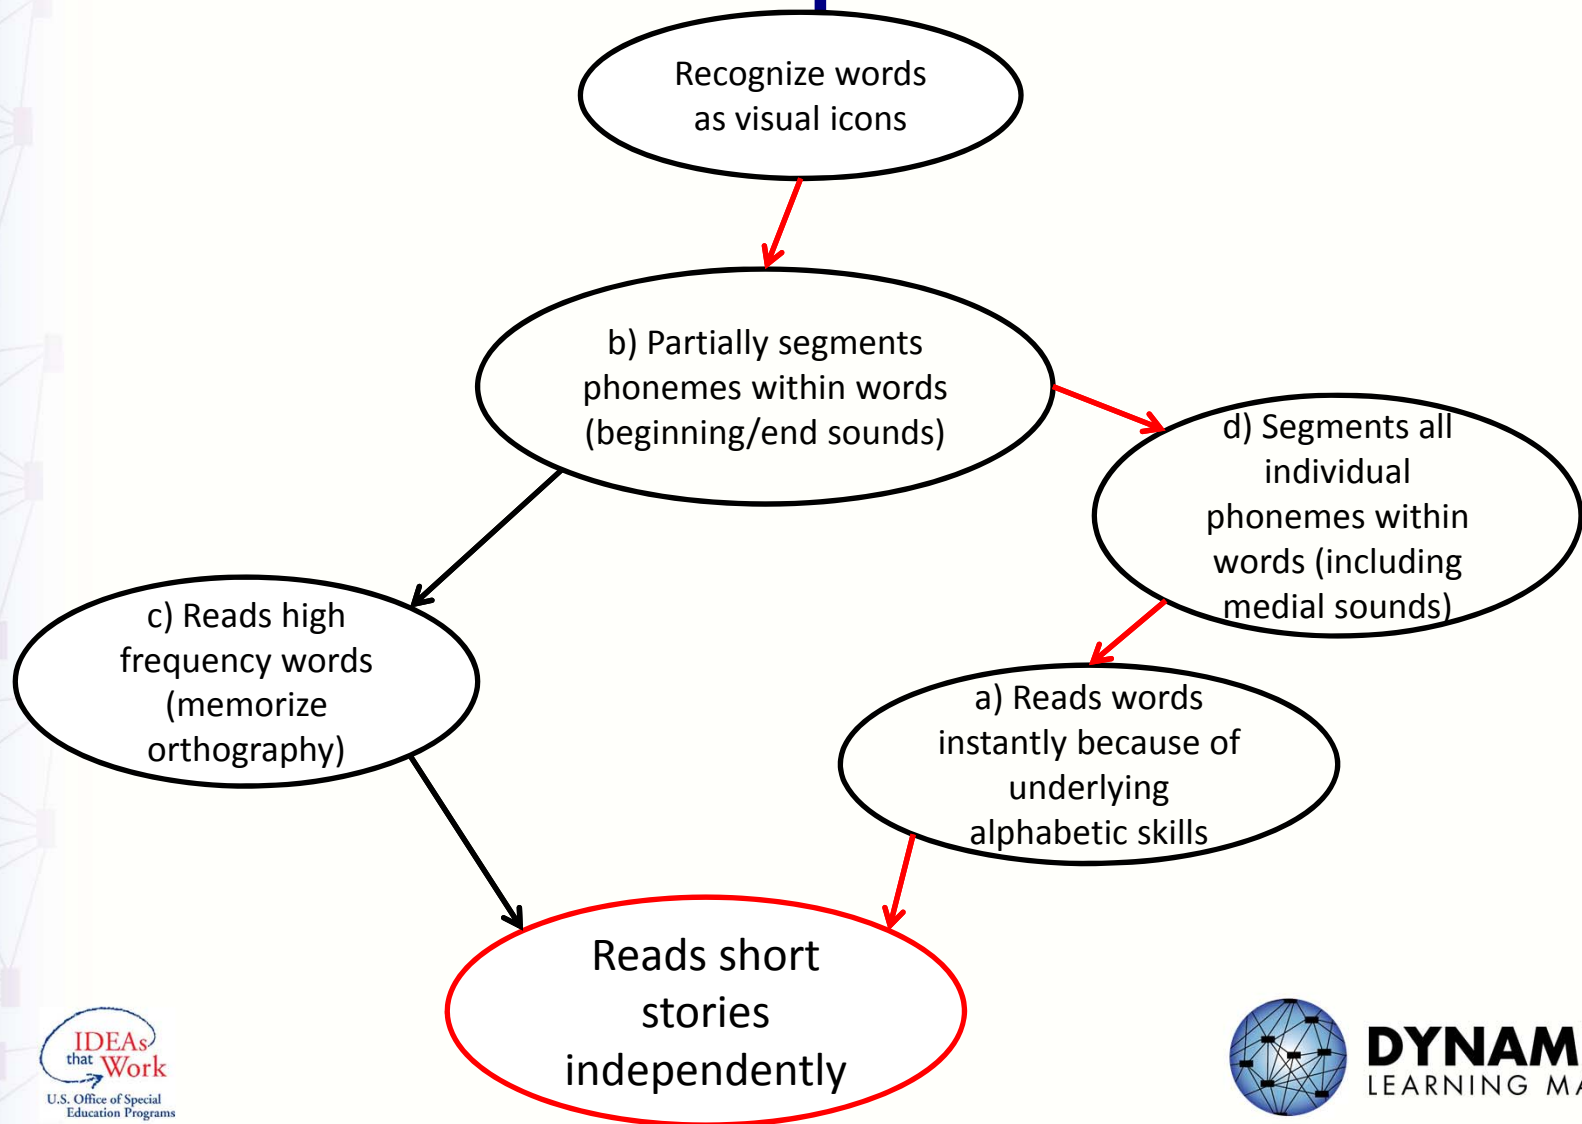 Recognize words
as visual icons
b) Partially segments
phonemes within words
(beginning/end sounds)
d) Segments all
individual
phonemes within
words (including
medial sounds)
c) Reads high
frequency words
(memorize
orthography)
a) Reads words
instantly because of
underlying
alphabetic skills
Reads short
stories
independently
IDEAs
that Work
U.S. Office of Special
Education Programs
DYNAM
LEARNING MA